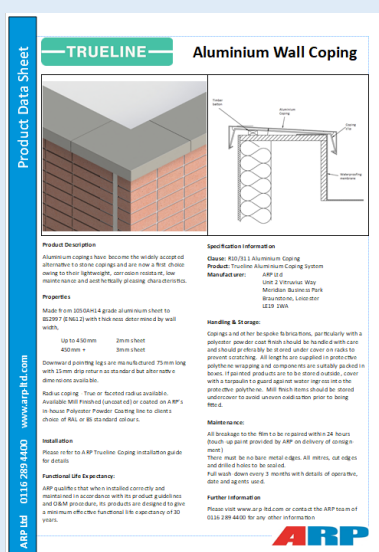 Product Data Sheet
www.arp-ltd.com
0116 289 4400
ARP Ltd
TRUELINE
Aluminium Wall Coping
Timber
batten
Aluminium
Coping
Coping
Clip
Waterproofing
membrane
Product Description
Aluminium copings have become the widely accepted
alternative to stone copings and are now a first choice
owing to their lightweight, corrosion resistant, low
maintenance and aesthetically pleasing characteristics.
Properties
Made from 1050AH14 grade aluminum sheet to
BS2997 (EN612) with thickness determined by wall
width,
Up to 450mm 2mm sheet
450mm + 3mm sheet
Downward pointing legs are manufactured 75mm long
with 15mm drip return as standard but alternative
dimensions available.
Radius coping - True or faceted radius available.
Available Mill Finished (uncoated) or coated on ARP's
in house Polyester Powder Coating line to clients
choice of RAL or BS standard colours.
Installation
Please refer to ARP Trueline Coping installation guide
for details
Functional Life Expectancy:
ARP qualifies that when installed correctly and
maintained in accordance with its product guidelines
and O&M procedure, its products are designed to give
a minimum effective functional life expectancy of 30
years.
Specification Information
Clause: R10/311 Aluminium Coping
Product: Trueline Aluminium Coping System
Manufacturer: ARP Ltd
Unit 2 Vitruvius Way
Meridian Business Park
Braunstone, Leicester
LE19 1WA
Handling & Storage:
Copings and other bespoke fabrications, particularly with a
polyester powder coat finish should be handled with care
and should preferably be stored under cover on racks to
prevent scratching. All lengths are supplied in protective
polythene wrapping and components are suitably packed in
boxes. If painted products are to be stored outside, cover
with a tarpaulin to guard against water ingress into the
protective polythene. Mill finish items should be stored
undercover to avoid uneven oxidisation prior to being
fitted.
Maintenance:
All breakage to the film to be repaired within 24 hours
(touch-up paint provided by ARP on delivery of consign-
ment)
There must be no bare metal-edges. All mitres, cut edges
and drilled holes to be sealed.
Full wash down every 3 months with details of operative,
date and agents used.
Further Information
Please visit www.arp-ltd.com or contact the ARP team of
0116 289 4400 for any other information
ARP